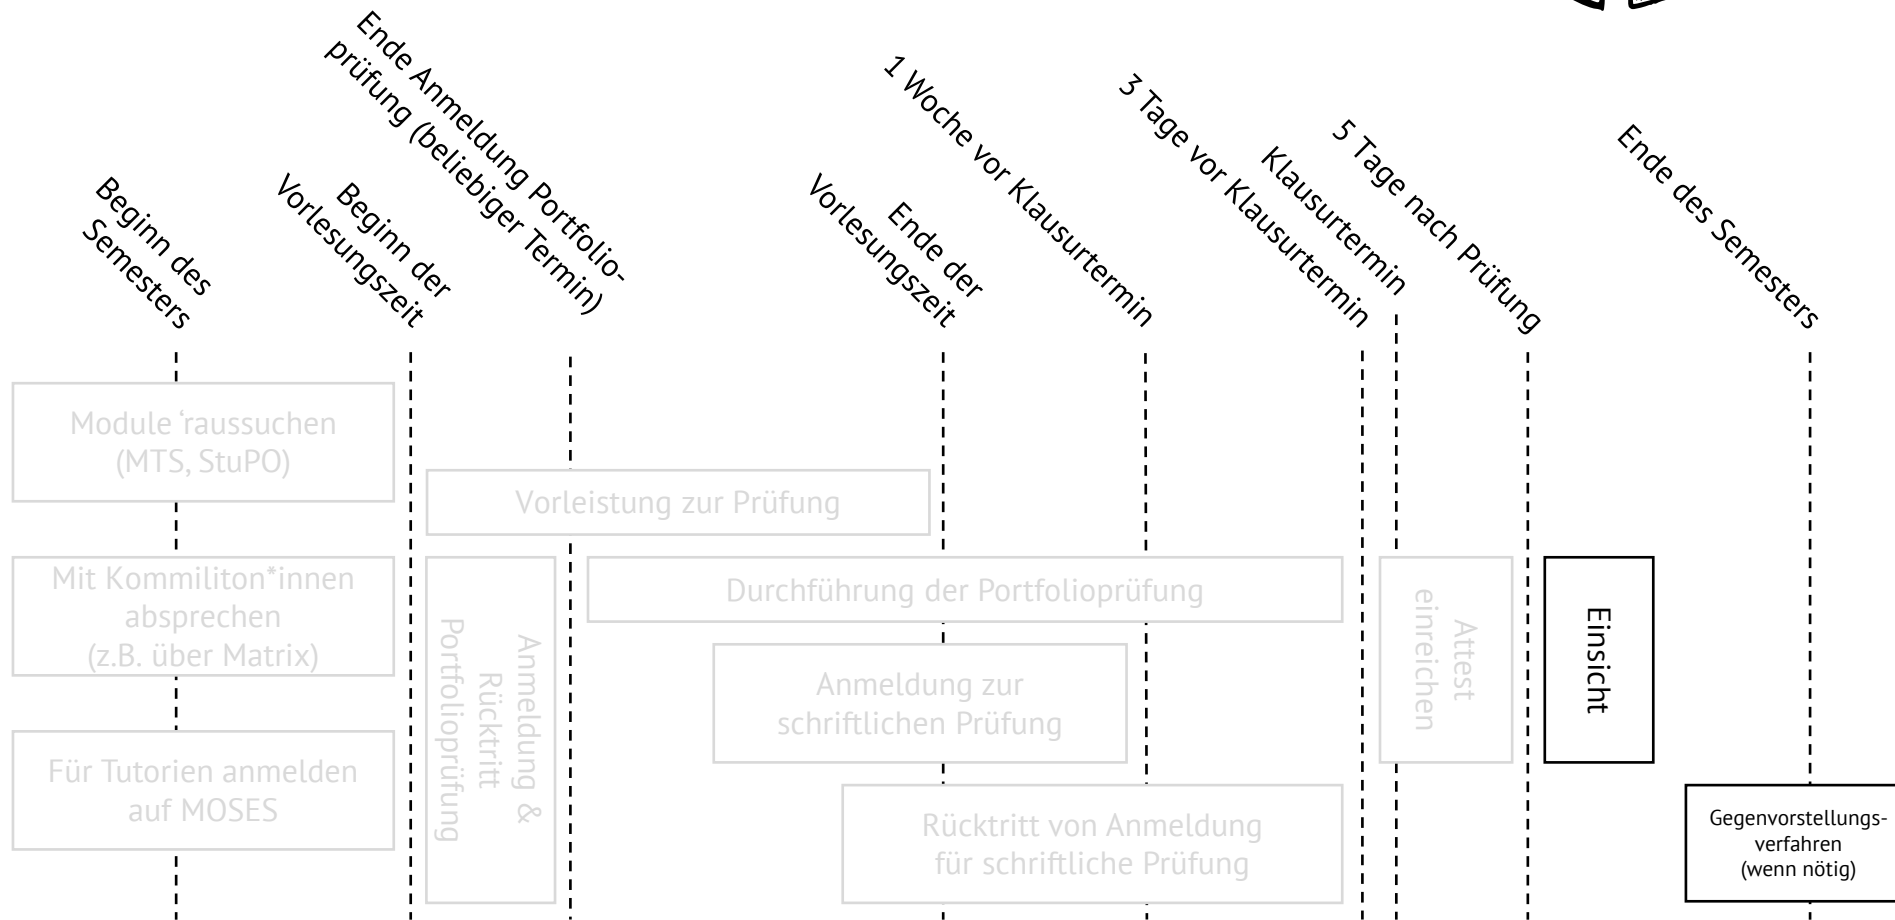 Beginn des
Semesters
Beginn der
Vorlesungszeit
Ende Anmeldung Portfolio-
prüfung (beliebiger Termin)
Ende der
Vorlesungszeit
1 Woche vor Klausurtermin
3 Tage vor Klausurtermin
Klausurtermin
5 Tage nach Prüfung
Ende des Semesters
Module ‘raussuchen
(MTS, StuPO)
Vorleistung zur Prüfung
Mit Kommiliton*innen
absprechen
(z.B. über Matrix)
Anmeldung &
Rücktritt
Portfolioprüfung
Durchführung der Portfolioprüfung
Attest
einreichen
Einsicht
Anmeldung zur
schriftlichen Prüfung
Für Tutorien anmelden
auf MOSES
Rücktritt von Anmeldung
für schriftliche Prüfung
Gegenvorstellungs-
verfahren
(wenn nötig)